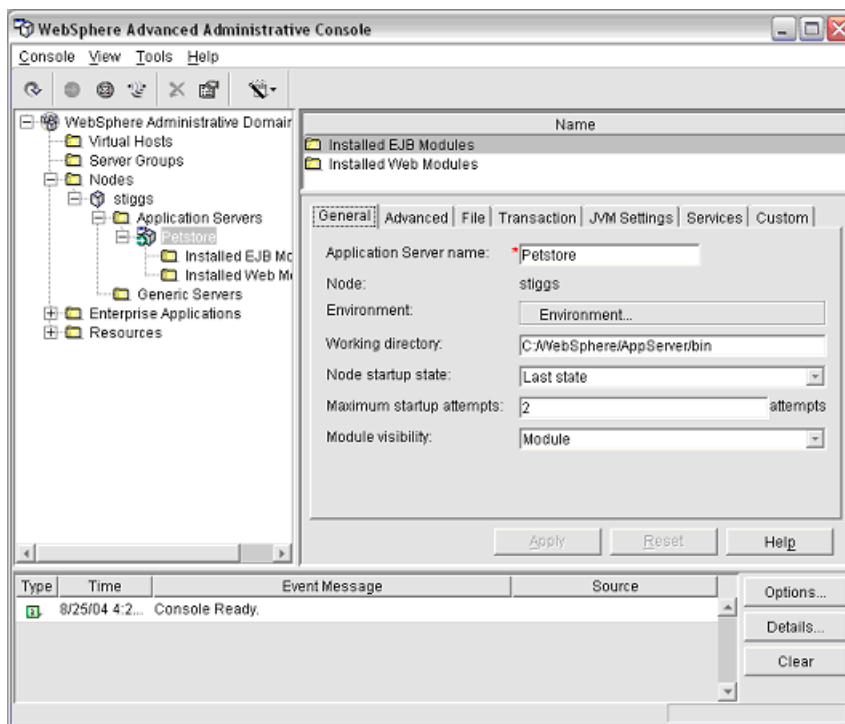 WebSphere Advanced Administrative Console
Console View Tools Help
WebSphere Administrative Domain
Virtual Hosts
Server Groups
Nodes
stiggs
Application Servers
Petstore
Installed EJB Mo
Installed Web M
Generic Servers
Enterprise Applications
Resources
Name
Installed EJB Modules
Installed Web Modules
General Advanced File Transaction JVM Settings Services Custom
Application Server name: *Petstore
Node: stiggs
Environment: Environment...
Working directory: C:/WebSphere/AppServer/bin
Node startup state: Last state
Maximum startup attempts: 2 attempts
Module visibility: Module
Apply Reset Help
Type Time Event Message Source
8/25/04 4:2... Console Ready.
Options...
Details...
Clear